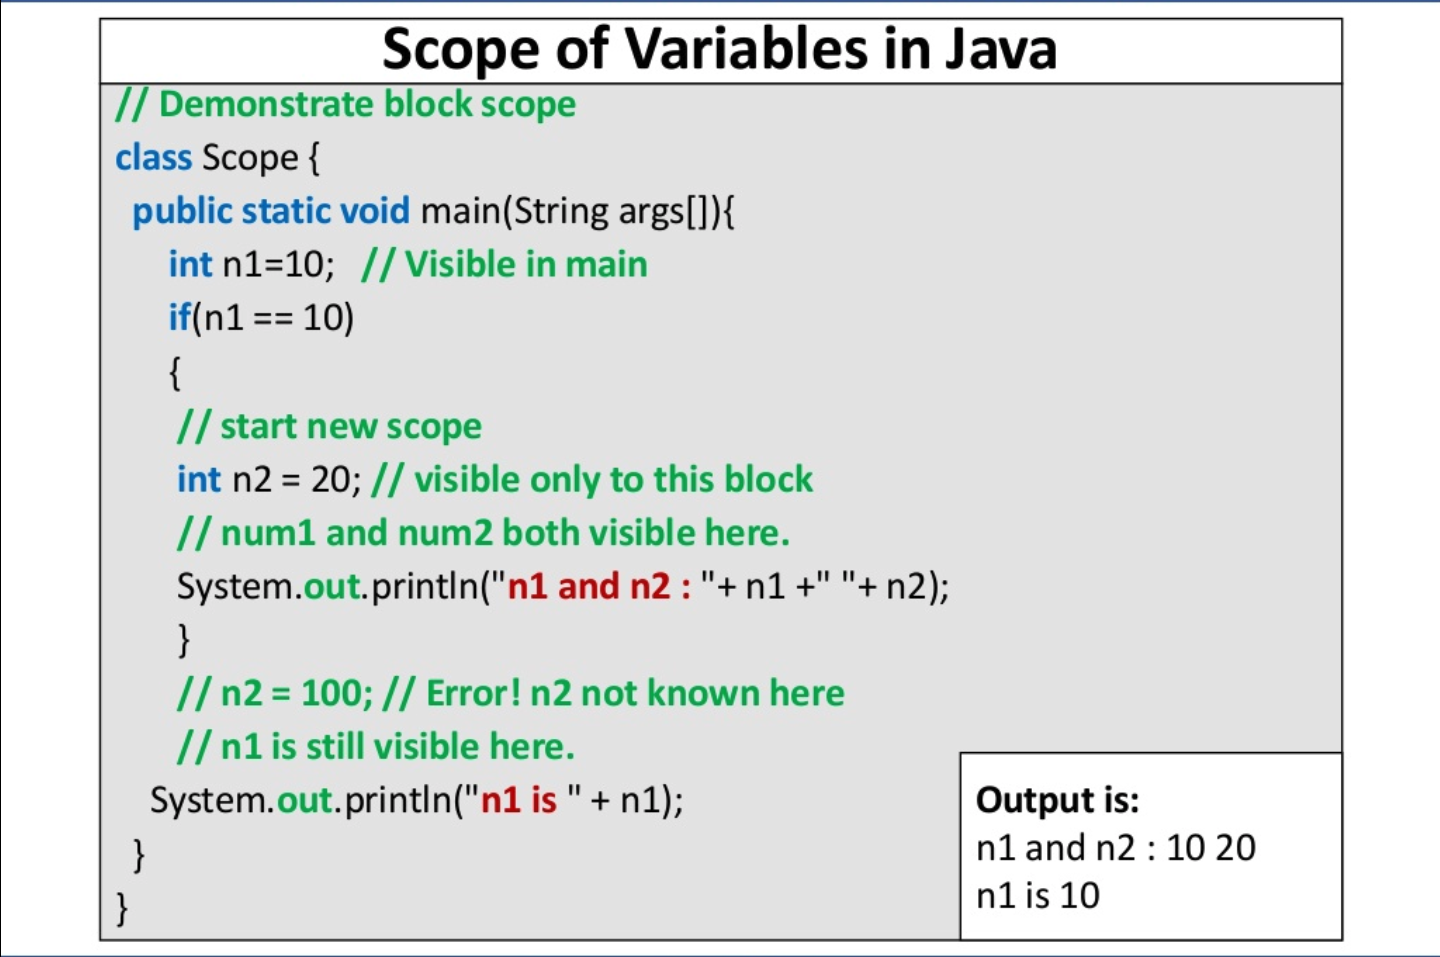 Scope of Variables in Java
// Demonstrate block scope
class Scope {
public static void main(String args[]){
int n1=10; // Visible in main
if(n1 == 10)
{
// start new scope
int n2 = 20; // visible only to this block
// num1 and num2 both visible here.
System.out.println("n1 and n2 : "+ n1 +" "+ n2);
}
// n2 = 100; // Error! n2 not known here
// n1 is still visible here.
System.out.println("n1 is " + n1);
}
}
Output is:
n1 and n2 : 10 20
n1 is 10